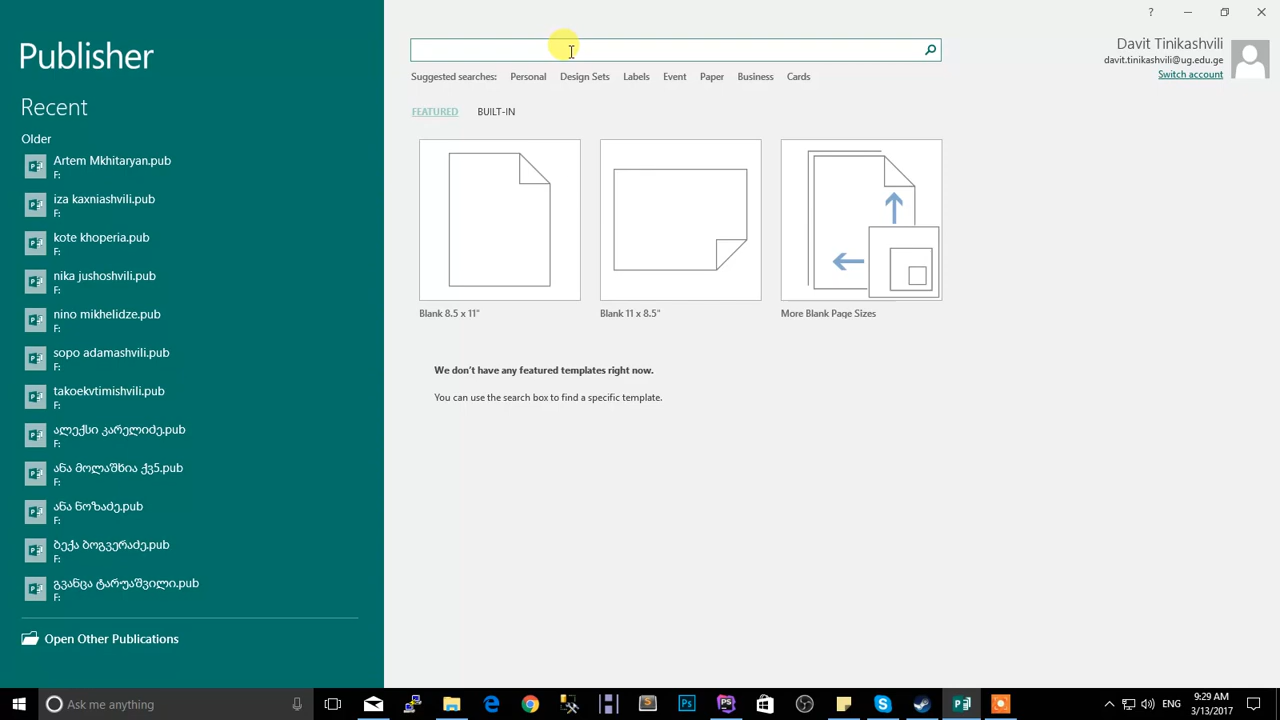 ?
Publisher
Recent
Older
Artem Mkhitaryan.pub
F:
iza kaxniashvili.pub
F:
kote khoperia.pub
F:
nika jushoshvili.pub
F:
nino mikhelidze.pub
F:
sopo adamashvili.pub
F:
takoekvtimishvili.pub
F:
ალექსი კარელიძე.pub
F:
ანა მოლაშხია ქვ5.pub
F:
ანა ნოზაძე.pub
F:
ბექა ბოგვერაძე.pub
F:
გვანცა ტარუაშვილი.pub
F:
Open Other Publications
Suggested searches: Personal Design Sets Labels Event Paper Business Cards
FEATURED BUILT-IN
Blank 8.5 x 11" Blank 11 x 8.5" More Blank Page Sizes
We don't have any featured templates right now.
You can use the search box to find a specific template.
Davit Tinikashvili
davit.tinikashvili@ug.edu.ge
Switch account
Ask me anything
ENG
9:29 AM
3/13/2017